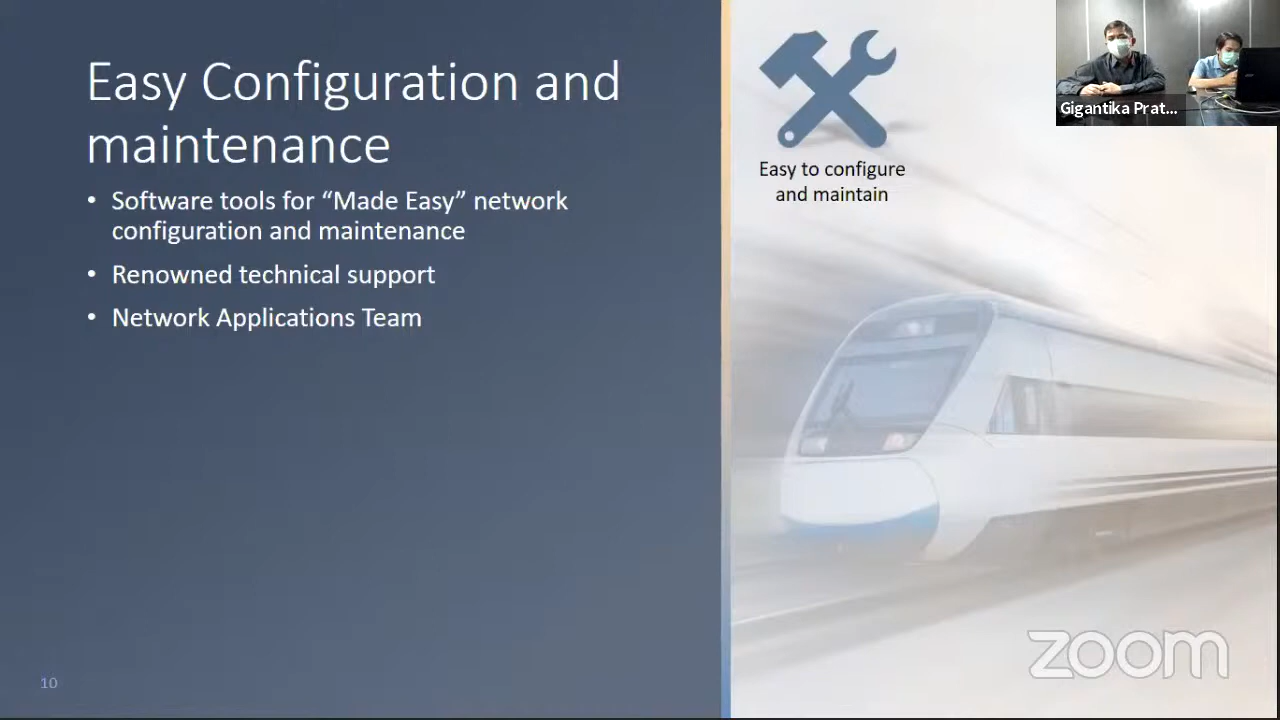 Easy Configuration and
maintenance
• Software tools for “Made Easy” network
configuration and maintenance
• Renowned technical support
• Network Applications Team
10
Easy to configure
and maintain
Gigantika Prat...
zoom